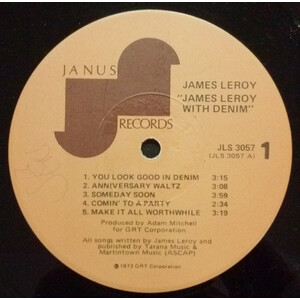 JANUS
RECORDS
JAMES LEROY
"JAMES LEROY
WITH DENIM"
JLS 3057
(JLS 3057 A)
1
1. YOU LOOK GOOD IN DENIM 3:15
2. ANNIVERSARY WALTZ 3:35
3. SOMEDAY SOON 3:59
4. COMIN' TO A PARTY 2:34
5. MAKE IT ALL WORTHWHILE 3:19
Produced by Adam Mitchell
for GRT Corporation
All songs written by James Leroy and
published by Tarana Music &
Martintown Music (ASCAP)
℗ 1973 GRT Corporation